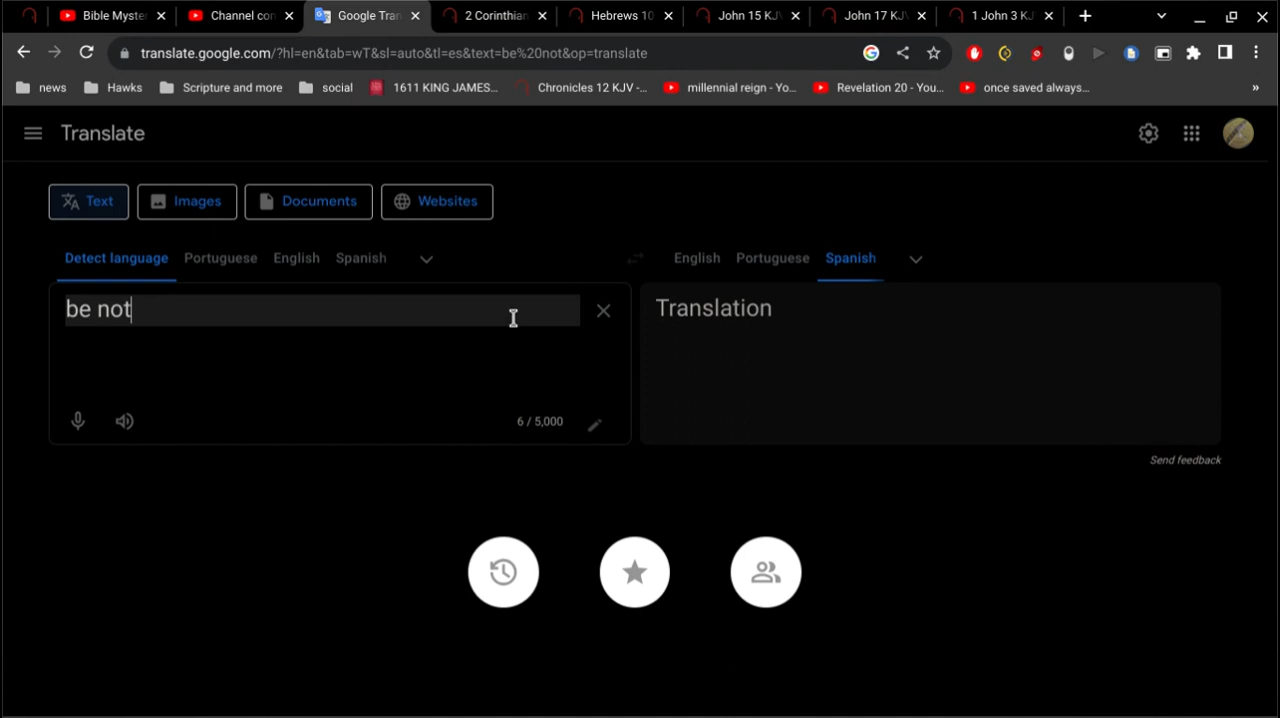 Bible Myste
Channel con
Google Tran
2 Corinthian
Hebrews 10
John 15 KJ
John 17 KJV
1 John 3 KJ
translate.google.com/?hl=en&tab=wT&sl=auto&tl=es&text=be%20not&op=translate
news
Hawks
Scripture and more
social
1611 KING JAMES...
Chronicles 12 KJV -...
millennial reign - Yo...
Revelation 20 - You...
once saved always...
»
Translate
Text
Images
Documents
Websites
Detect language
Portuguese
English
Spanish
English
Portuguese
Spanish
be not
Translation
6 / 5,000
Send feedback